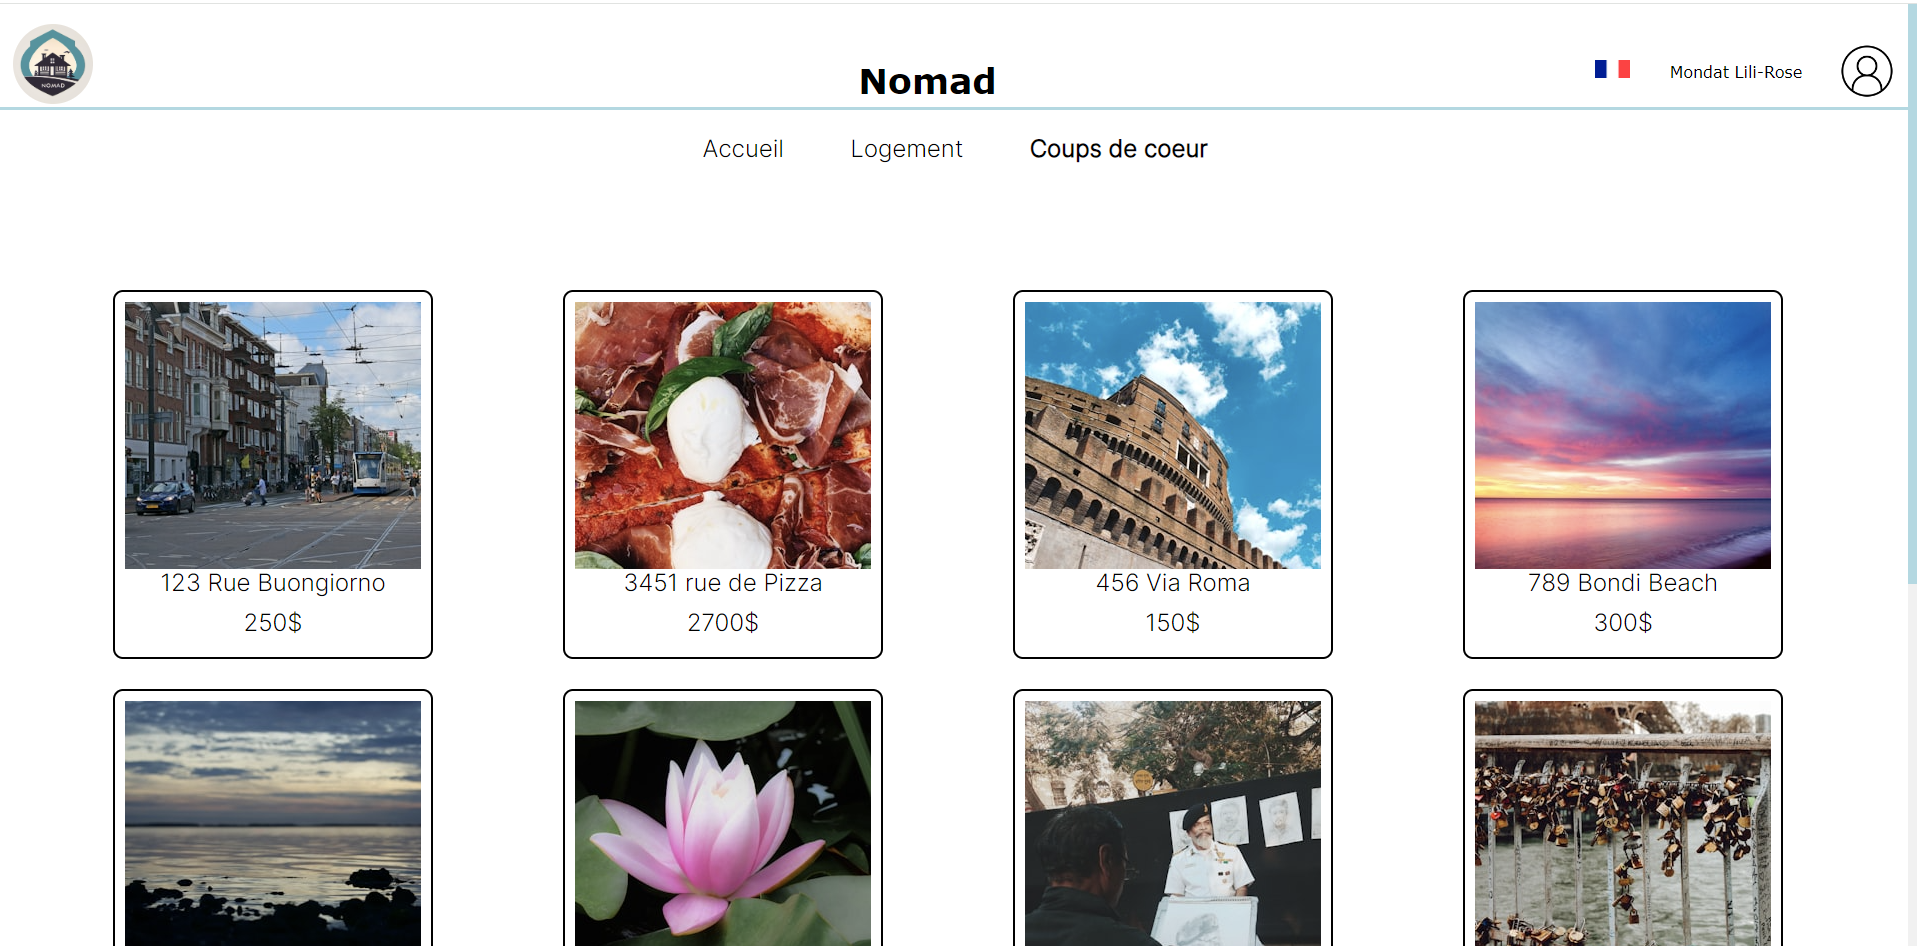 NOMAD
Nomad
Mondat Lili-Rose
Accueil Logement Coups de coeur
123 Rue Buongiorno
250$
3451 rue de Pizza
2700$
456 Via Roma
150$
789 Bondi Beach
300$